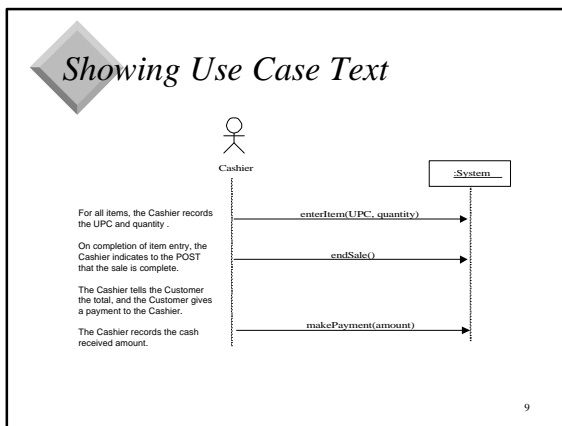 Showing Use Case Text
Cashier
:System
For all items, the Cashier records
the UPC and quantity .
enterItem(UPC, quantity)
On completion of item entry, the
Cashier indicates to the POST
that the sale is complete.
endSale()
The Cashier tells the Customer
the total, and the Customer gives
a payment to the Cashier.
The Cashier records the cash
received amount.
makePayment(amount)
9